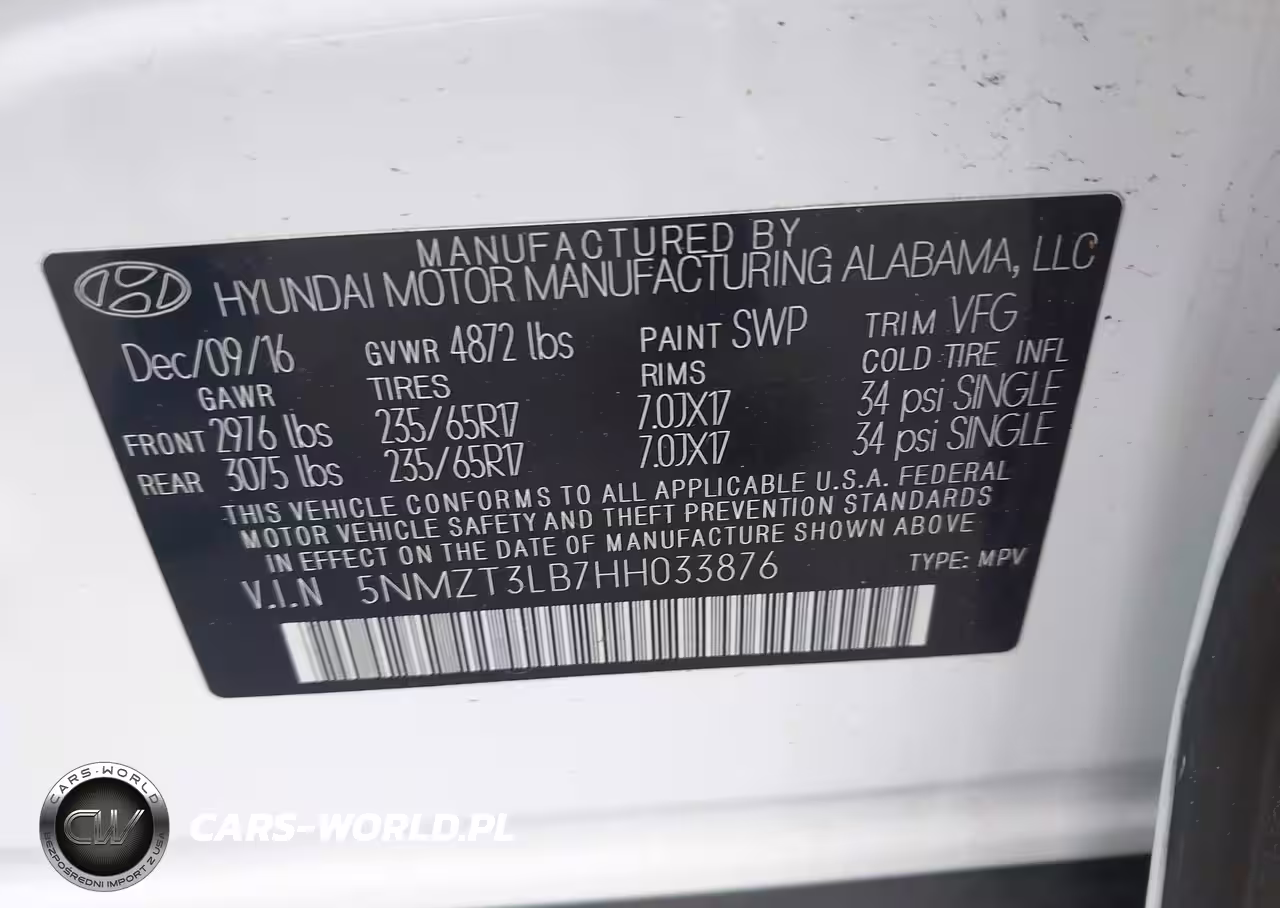 MANUFACTURED BY
HYUNDAI MOTOR MANUFACTURING ALABAMA, LLC
Dec/09/16 GVWR 4872 lbs PAINT SWP TRIM VFG
GAWR TIRES RIMS COLD TIRE INFL
FRONT 2976 lbs 235/65R17 7.0JX17 34 psi SINGLE
REAR 3075 lbs 235/65R17 7.0JX17 34 psi SINGLE
THIS VEHICLE CONFORMS TO ALL APPLICABLE U.S.A. FEDERAL
MOTOR VEHICLE SAFETY AND THEFT PREVENTION STANDARDS
IN EFFECT ON THE DATE OF MANUFACTURE SHOWN ABOVE
V.I.N 5NMZT3LB7HH033876 TYPE: MPV
CARS-WORLD
CW
BEZPOŚREDNI IMPORT Z USA
CARS-WORLD.PL